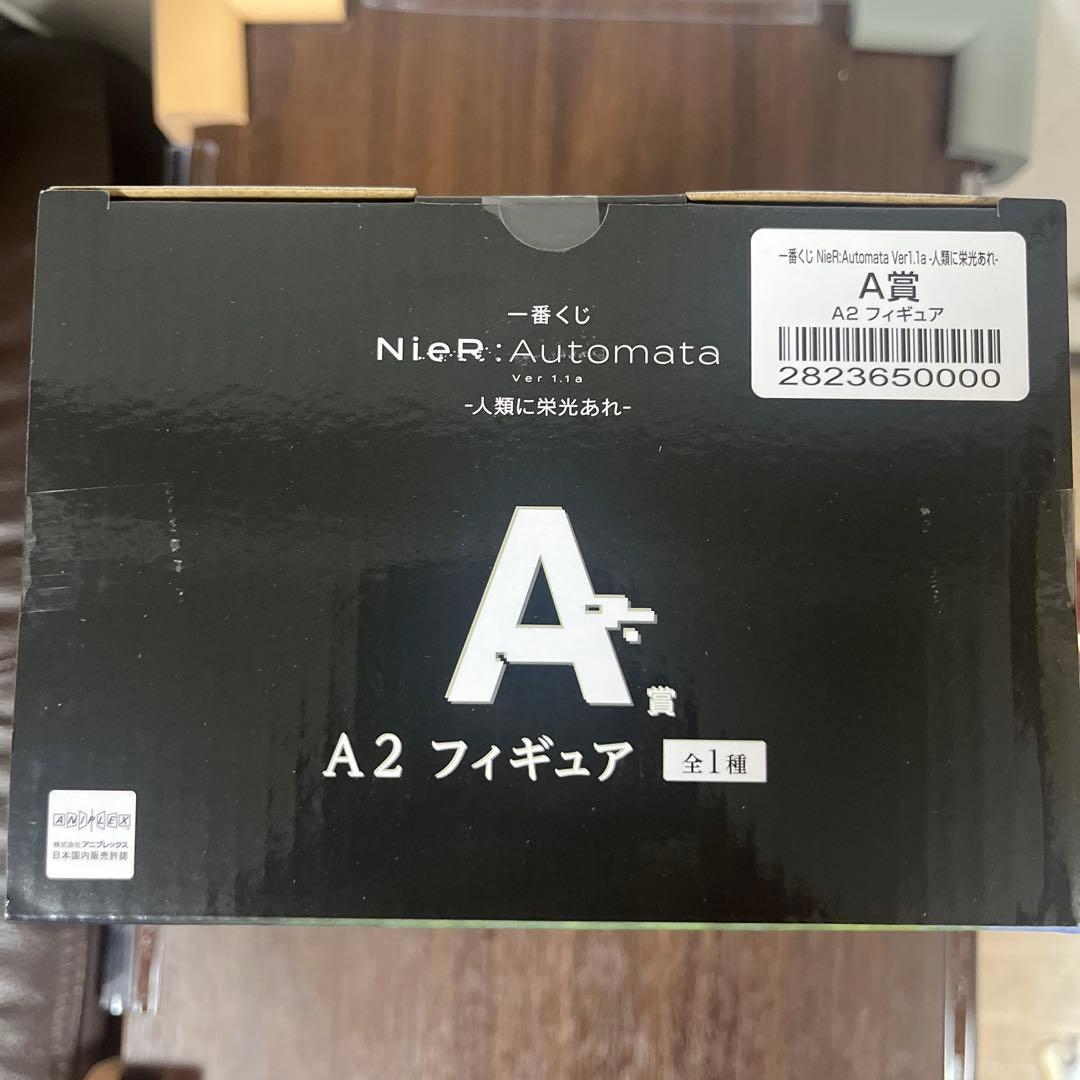 一番くじ NieR:Automata Ver1.1a -人類に栄光あれ-
A賞
A2 フィギュア
2823650000
一番くじ
NieR:Automata
Ver 1.1a
-人類に栄光あれ-
A賞
A2 フィギュア 全1種
ANIPLEX
株式会社アニプレックス
日本国内販売許諾